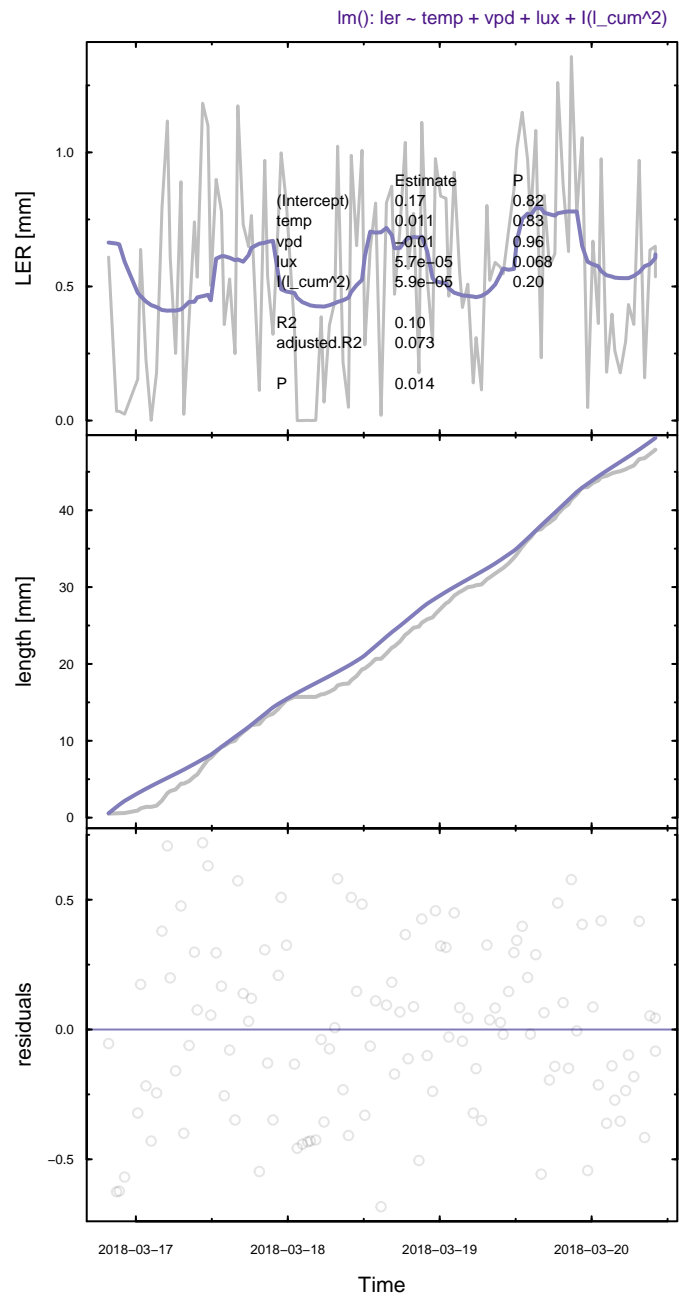 lm(): ler ~ temp + vpd + lux + I(l_cum^2)
LER [mm]
1.0
0.5
0.0
Estimate P
(Intercept) 0.17 0.82
temp 0.011 0.83
vpd −0.01 0.96
lux 5.7e−05 0.068
I(l_cum^2) 5.9e−05 0.20
R2 0.10
adjusted.R2 0.073
P 0.014
length [mm]
40
30
20
10
0
residuals
0.5
0.0
−0.5
2018−03−17 2018−03−18 2018−03−19 2018−03−20
Time